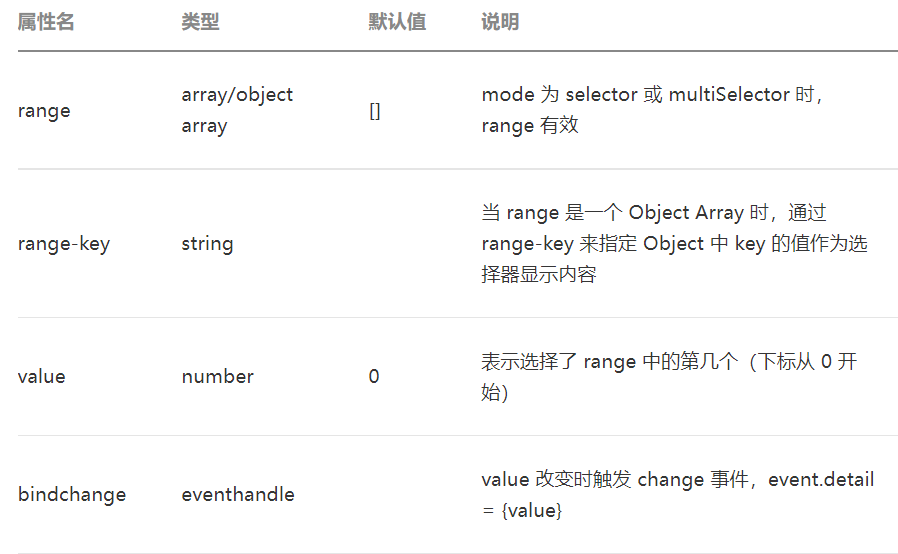 属性名 类型 默认值 说明
range array/object array [] mode 为 selector 或 multiSelector 时，range 有效
range-key string 当 range 是一个 Object Array 时，通过 range-key 来指定 Object 中 key 的值作为选择器显示内容
value number 0 表示选择了 range 中的第几个（下标从 0 开始）
bindchange eventhandle value 改变时触发 change 事件，event.detail = {value}